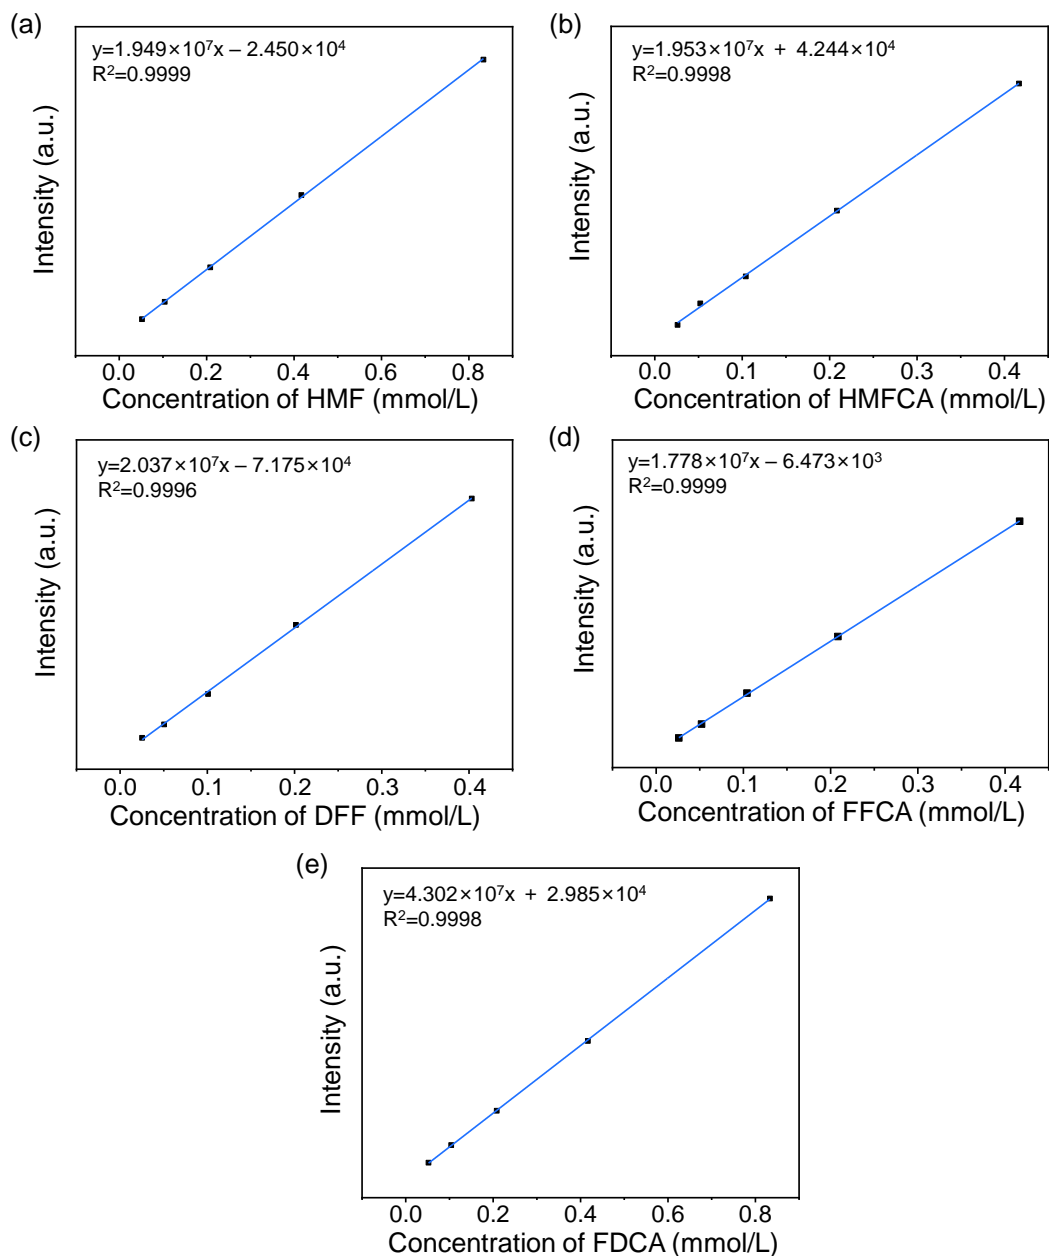 (a)
y=1.949×10⁷x – 2.450×10⁴
R²=0.9999
Intensity (a.u.)
0.0 0.2 0.4 0.6 0.8
Concentration of HMF (mmol/L)
(b)
y=1.953×10⁷x + 4.244×10⁴
R²=0.9998
Intensity (a.u.)
0.0 0.1 0.2 0.3 0.4
Concentration of HMFCA (mmol/L)
(c)
y=2.037×10⁷x – 7.175×10⁴
R²=0.9996
Intensity (a.u.)
0.0 0.1 0.2 0.3 0.4
Concentration of DFF (mmol/L)
(d)
y=1.778×10⁷x – 6.473×10³
R²=0.9999
Intensity (a.u.)
0.0 0.1 0.2 0.3 0.4
Concentration of FFCA (mmol/L)
(e)
y=4.302×10⁷x + 2.985×10⁴
R²=0.9998
Intensity (a.u.)
0.0 0.2 0.4 0.6 0.8
Concentration of FDCA (mmol/L)